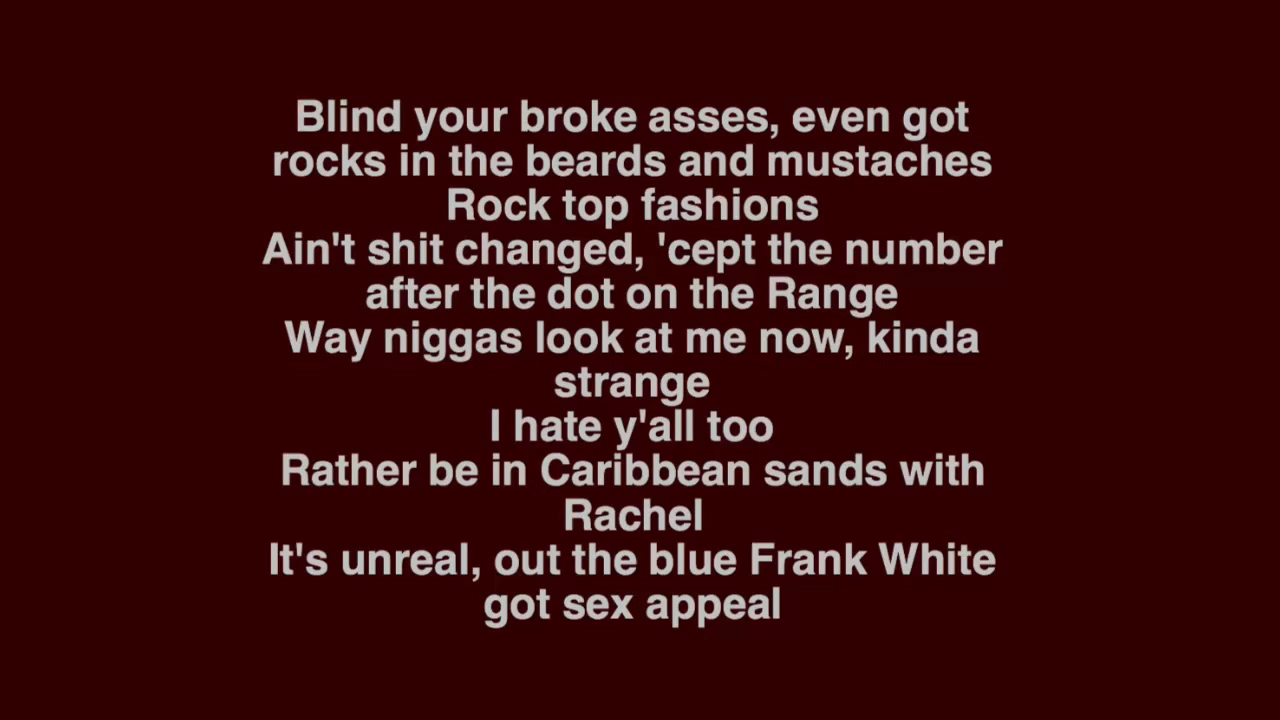 Blind your broke asses, even got
rocks in the beards and mustaches
Rock top fashions
Ain't shit changed, 'cept the number
after the dot on the Range
Way niggas look at me now, kinda
strange
I hate y'all too
Rather be in Caribbean sands with
Rachel
It's unreal, out the blue Frank White
got sex appeal